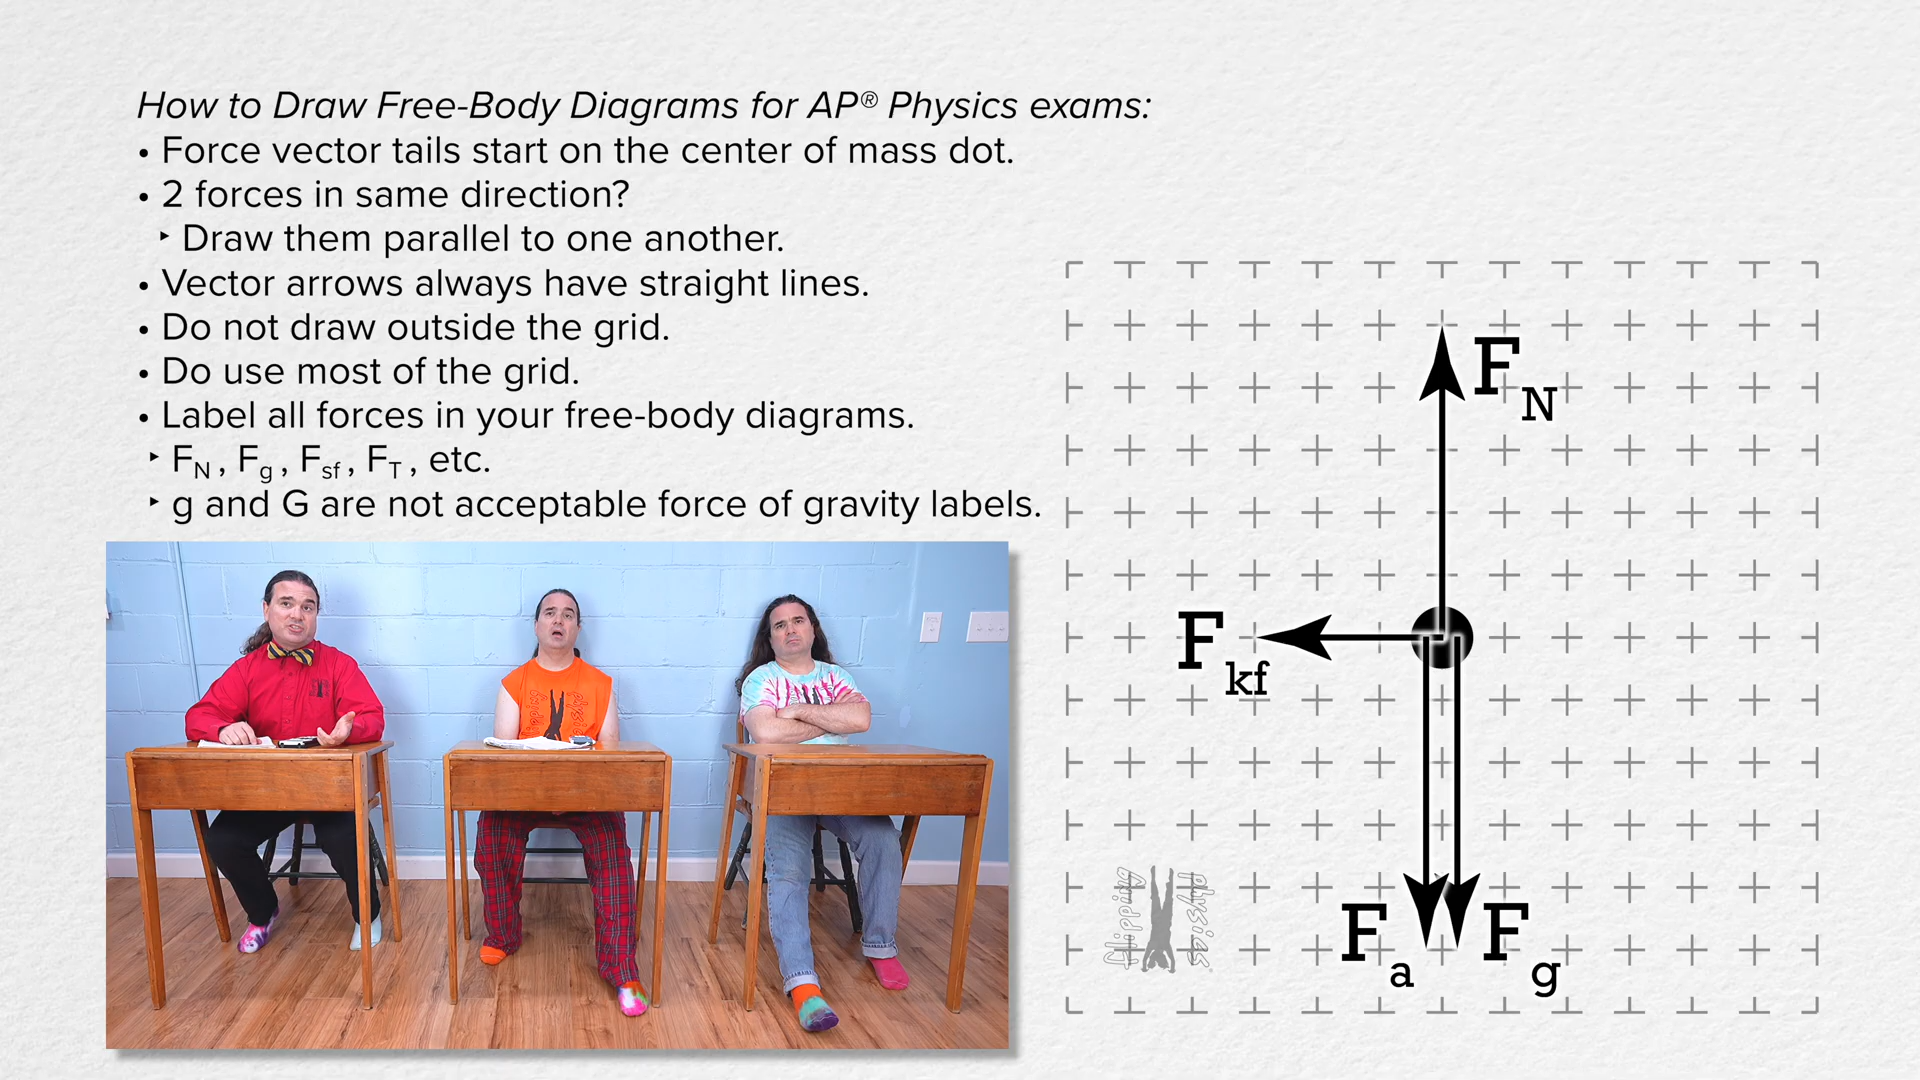 How to Draw Free-Body Diagrams for AP® Physics exams:
• Force vector tails start on the center of mass dot.
• 2 forces in same direction?
‣ Draw them parallel to one another.
• Vector arrows always have straight lines.
• Do not draw outside the grid.
• Do use most of the grid.
• Label all forces in your free-body diagrams.
‣ FN , Fg , Fsf , FT , etc.
‣ g and G are not acceptable force of gravity labels.
FN
Fkf
Fa
Fg
flipping
physics
physics